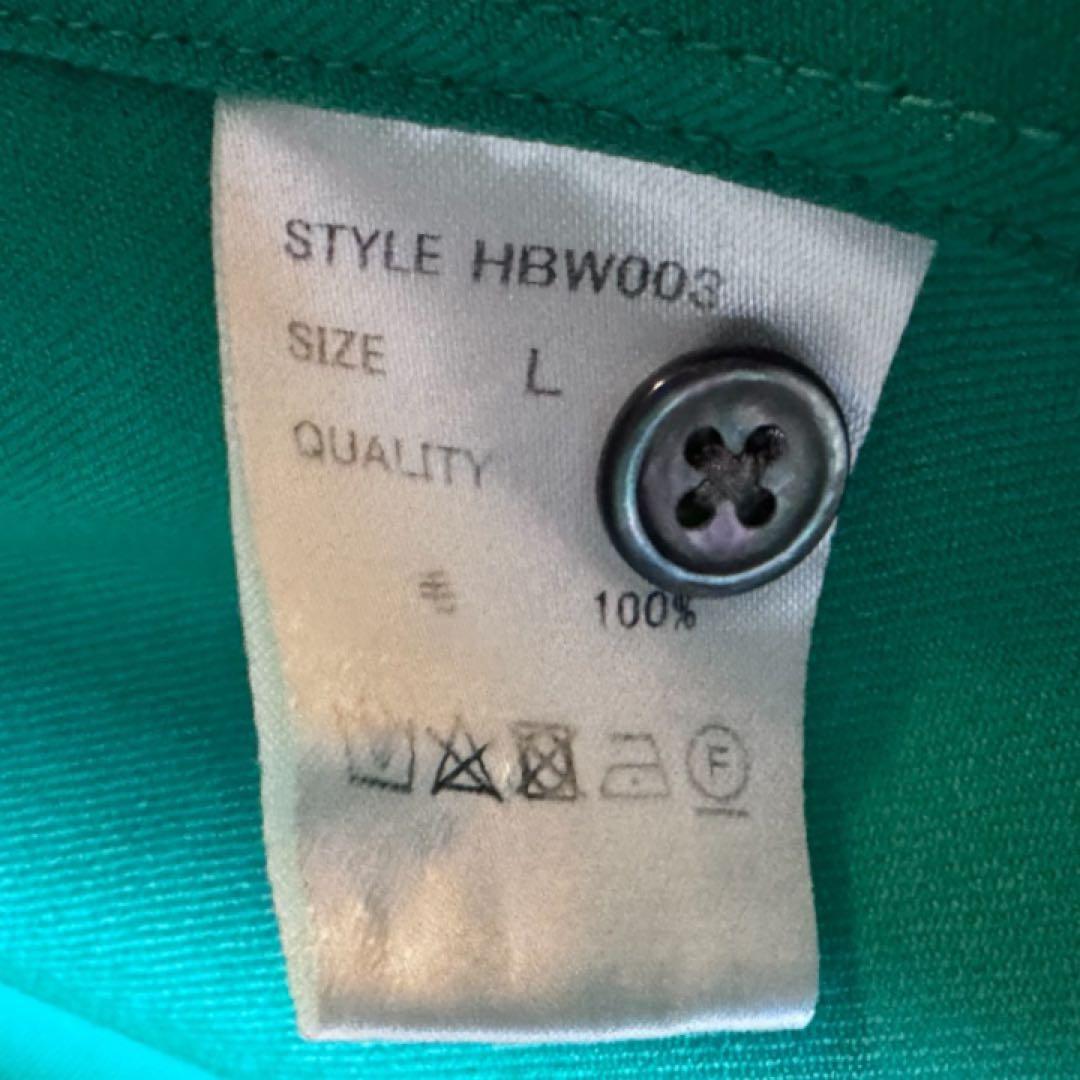 STYLE HBW003
SIZE L
QUALITY
毛 100%
F